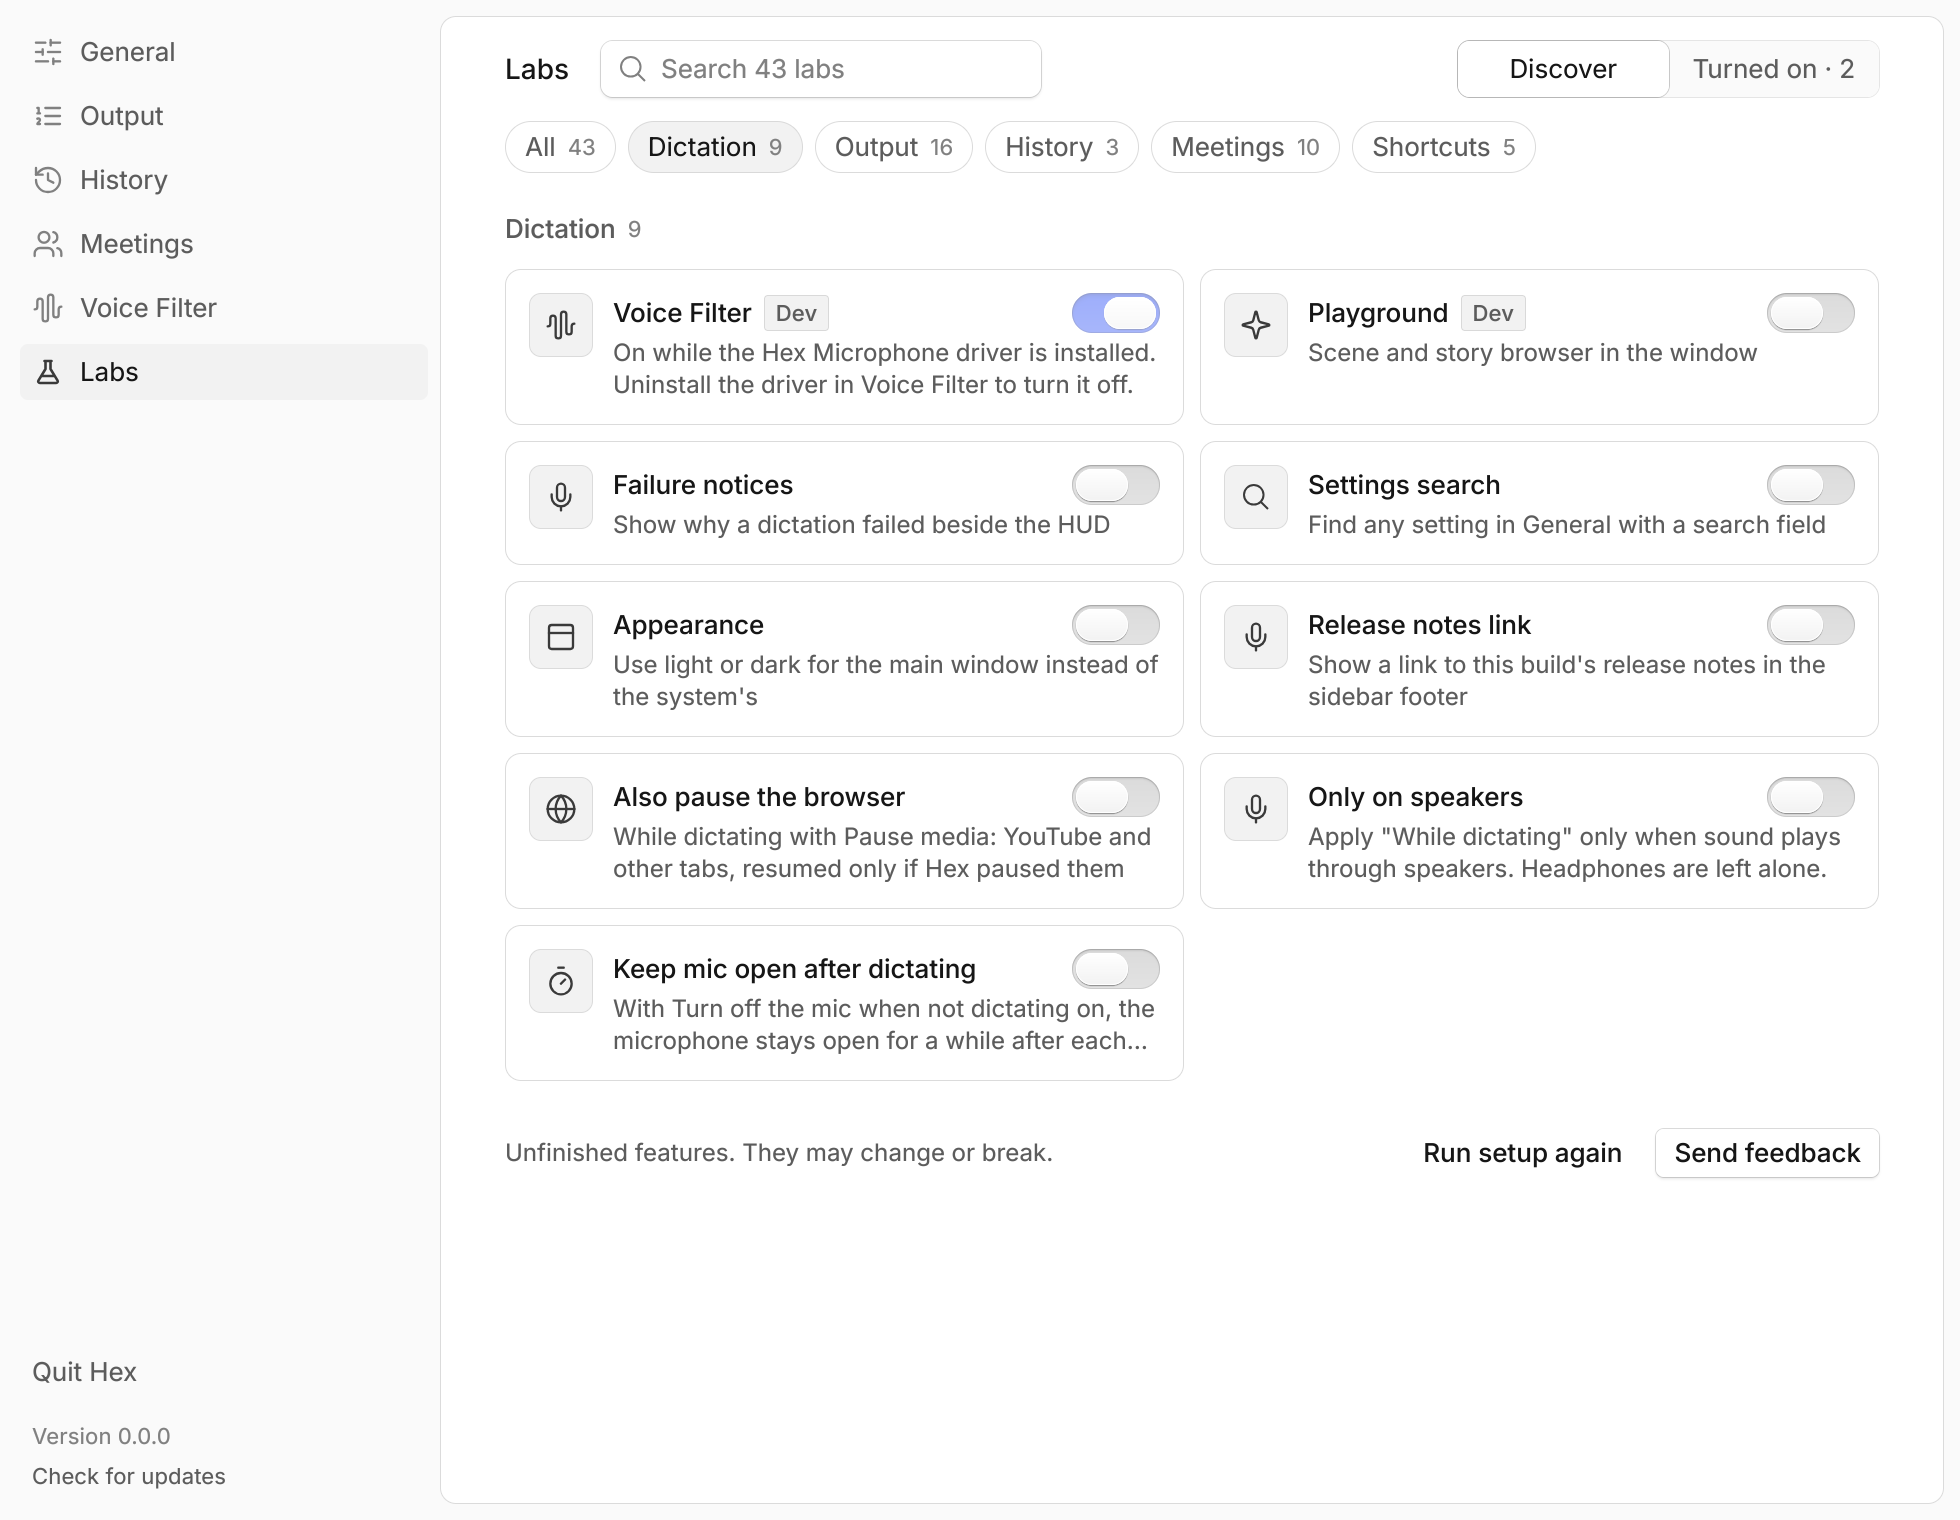 General
Output
History
Meetings
Voice Filter
Labs
Quit Hex
Version 0.0.0
Check for updates
Labs
Search 43 labs
Discover
Turned on · 2
All 43
Dictation 9
Output 16
History 3
Meetings 10
Shortcuts 5
Dictation 9
Voice Filter Dev
On while the Hex Microphone driver is installed.
Uninstall the driver in Voice Filter to turn it off.
Playground Dev
Scene and story browser in the window
Failure notices
Show why a dictation failed beside the HUD
Settings search
Find any setting in General with a search field
Appearance
Use light or dark for the main window instead of
the system's
Release notes link
Show a link to this build's release notes in the
sidebar footer
Also pause the browser
While dictating with Pause media: YouTube and
other tabs, resumed only if Hex paused them
Only on speakers
Apply "While dictating" only when sound plays
through speakers. Headphones are left alone.
Keep mic open after dictating
With Turn off the mic when not dictating on, the
microphone stays open for a while after each...
Unfinished features. They may change or break.
Run setup again
Send feedback